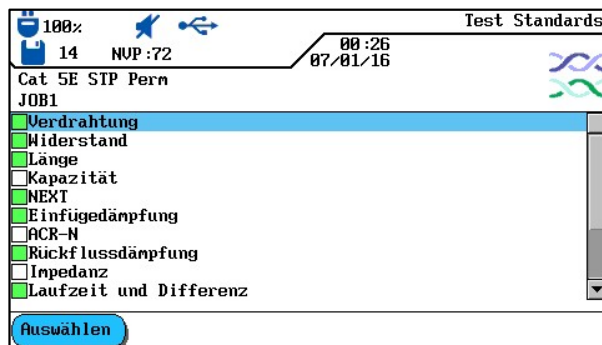 100%
Test Standards
14 NVP:72
00:26
07/01/16
Cat 5E STP Perm
JOB1
Verdrahtung
Widerstand
Länge
Kapazität
NEXT
Einfügedämpfung
ACR-N
Rückflussdämpfung
Impedanz
Laufzeit und Differenz
Auswählen